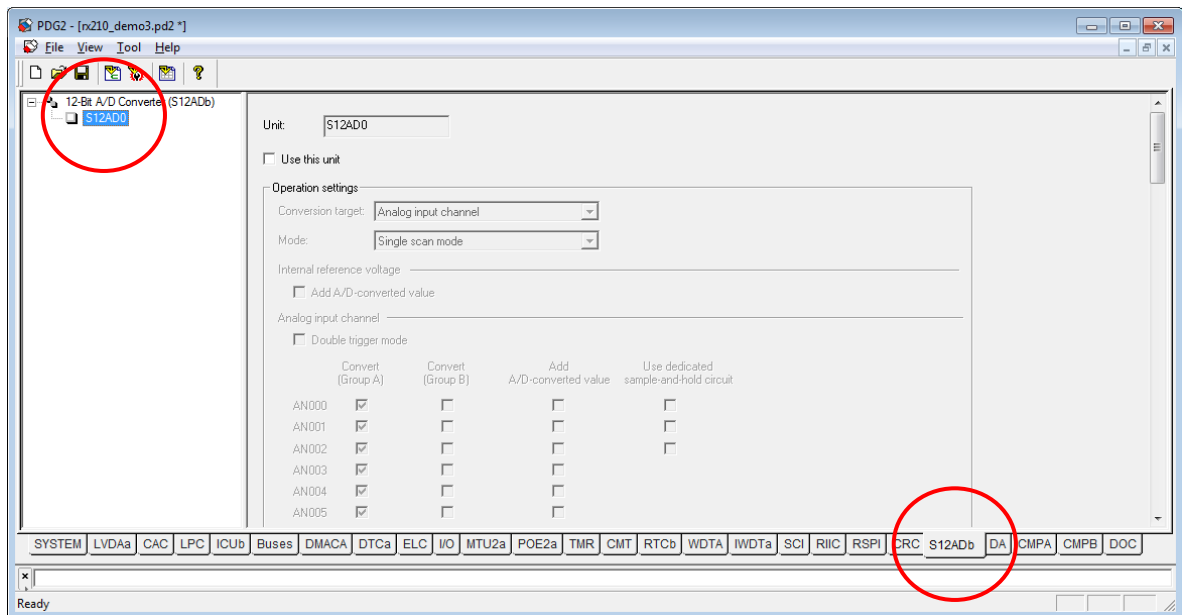 PDG2 - [rx210_demo3.pd2 *]
File View Tool Help
12-Bit A/D Converter (S12ADb)
S12AD0
Unit: S12AD0
Use this unit
Operation settings
Conversion target: Analog input channel
Mode: Single scan mode
Internal reference voltage
Add A/D-converted value
Analog input channel
Double trigger mode
Convert (Group A) Convert (Group B) Add A/D-converted value Use dedicated sample-and-hold circuit
AN000
AN001
AN002
AN003
AN004
AN005
SYSTEM LVDAa CAC LPC ICUb Buses DMACA DTCa ELC I/O MTU2a POE2a TMR CMT RTCb WDTA IWDTa SCI RIIC RSPI CRC S12ADb DA CMPA CMPB DOC
Ready